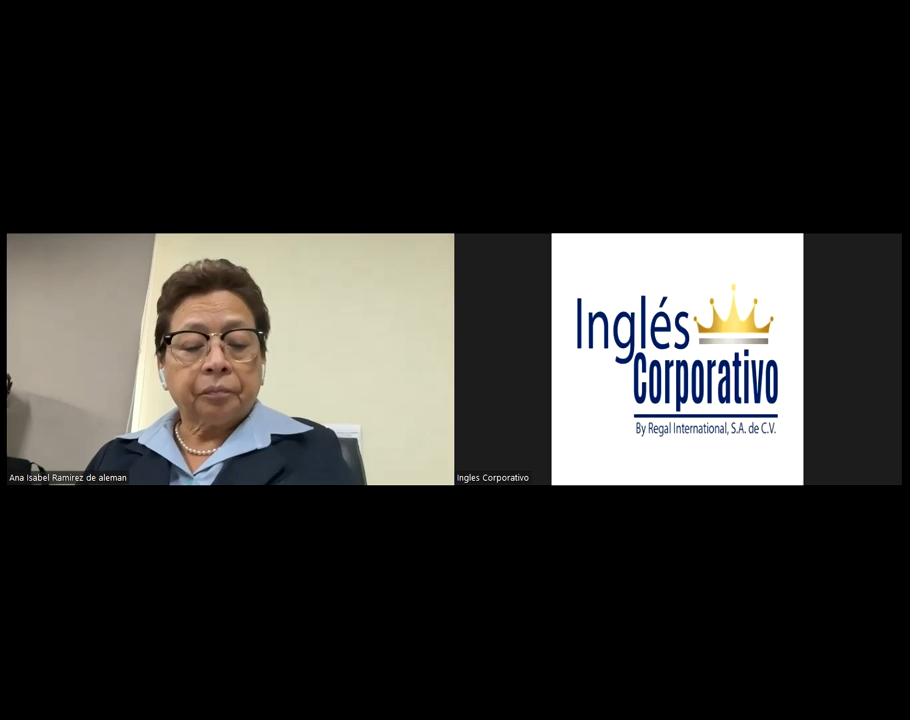 Inglés
Corporativo
By Regal International, S.A. de C.V.
Ana Isabel Ramirez de aleman
Ingles Corporativo